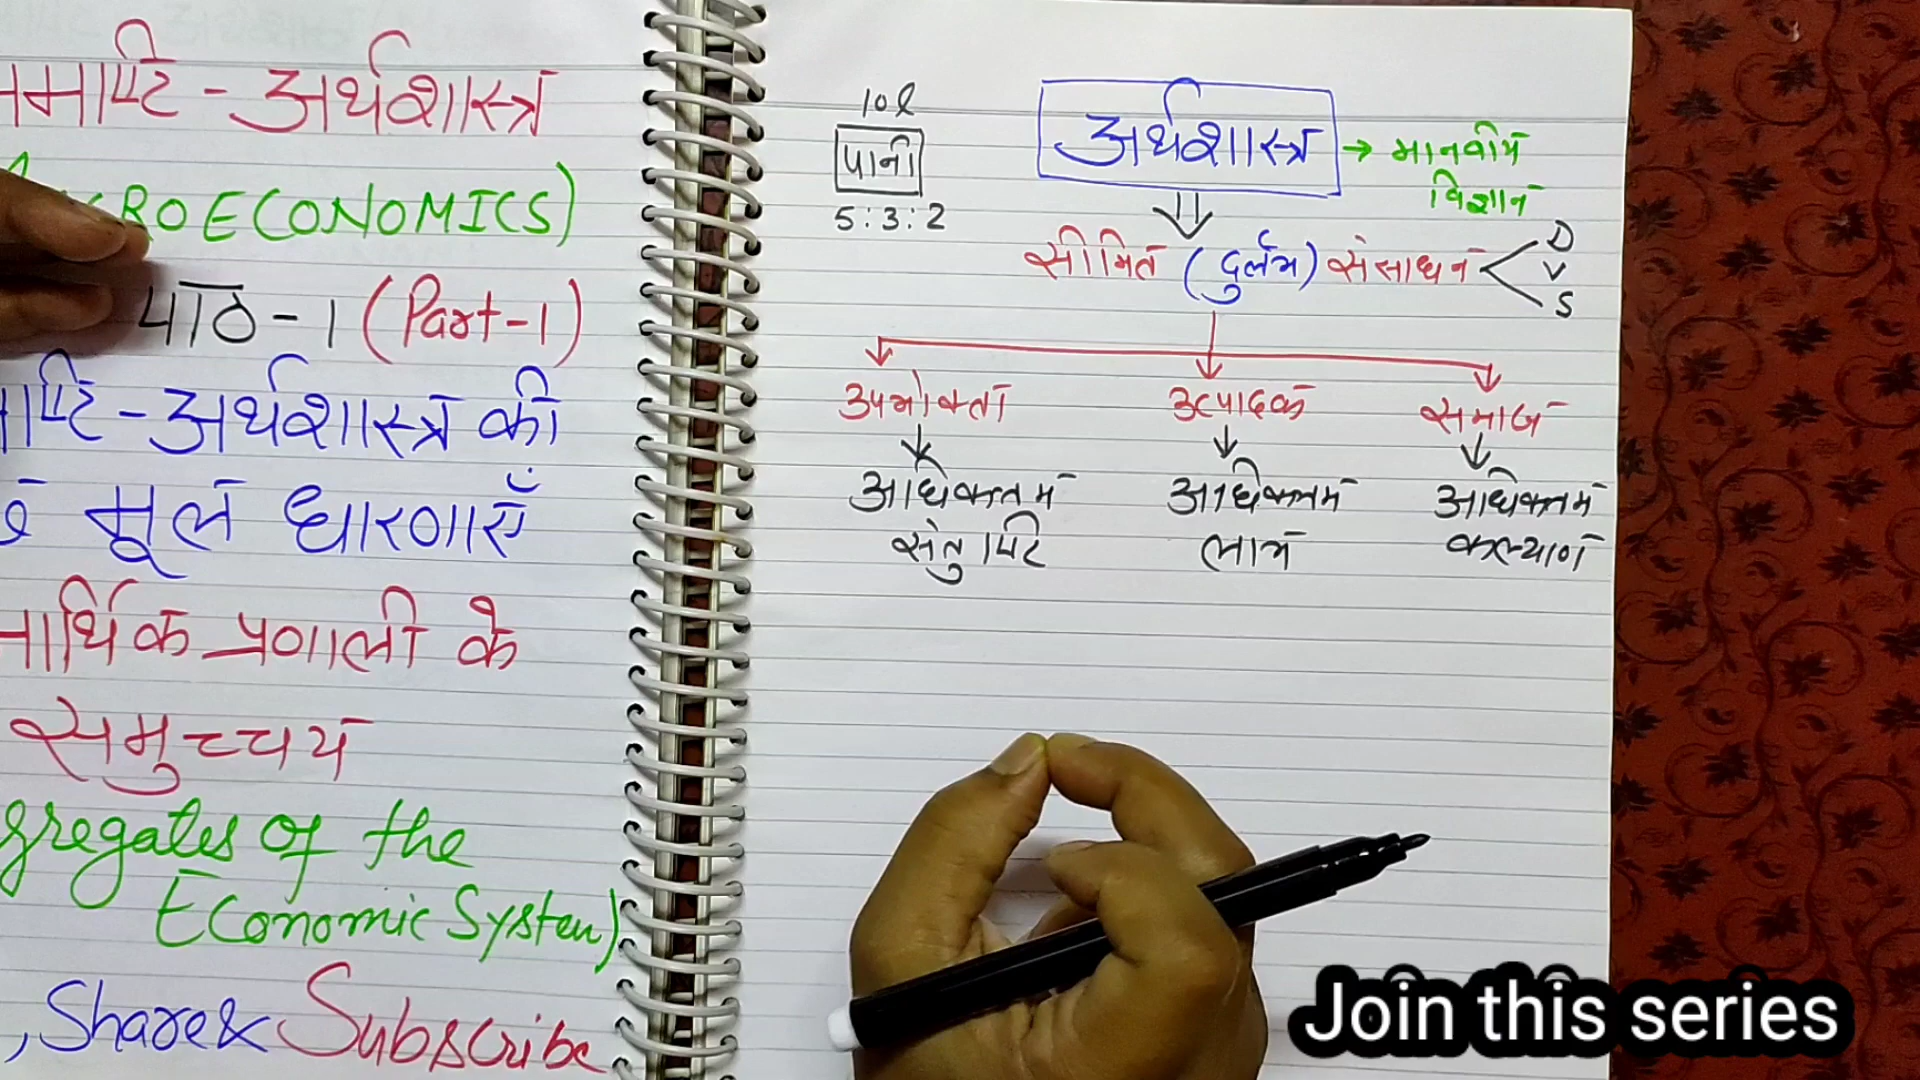 समष्टि - अर्थशास्त्र
ROECONOMICS)
पाठ - 1 (Part-1)
अर्थशास्त्र की
मूल धारणाएँ
आर्थिक प्रणाली के
समुच्चय
gregates of the
Economic System)
, Share & Subscribe
10l
पानी
5:3:2
अर्थशास्त्र → मानवीय
विज्ञान
सीमित (दुर्लभ) संसाधन
D
v
S
उपभोक्ता उत्पादक समाज
अधिकतम अधिकतम अधिकतम
संतुष्टि लाभ कल्याण
Join this series